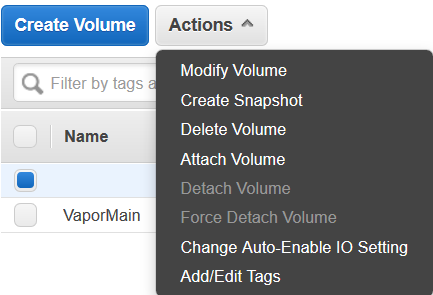 Create Volume
Actions
Filter by tags a
Name
VaporMain
Modify Volume
Create Snapshot
Delete Volume
Attach Volume
Detach Volume
Force Detach Volume
Change Auto-Enable IO Setting
Add/Edit Tags